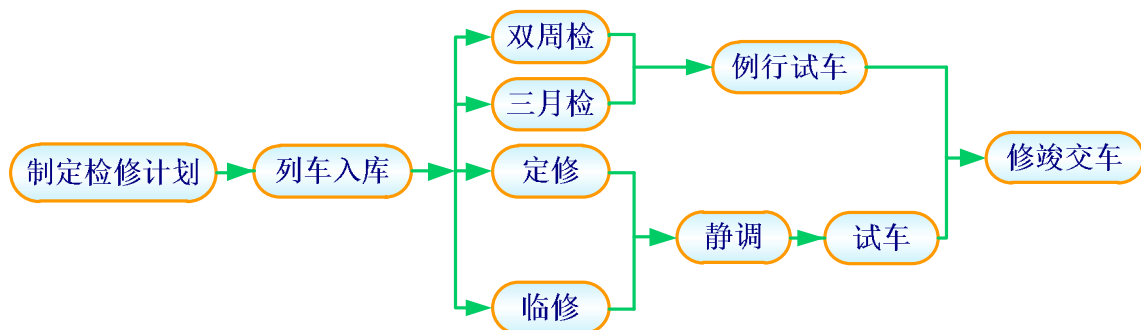 制定检修计划
列车入库
双周检
三月检
定修
临修
例行试车
静调
试车
修竣交车